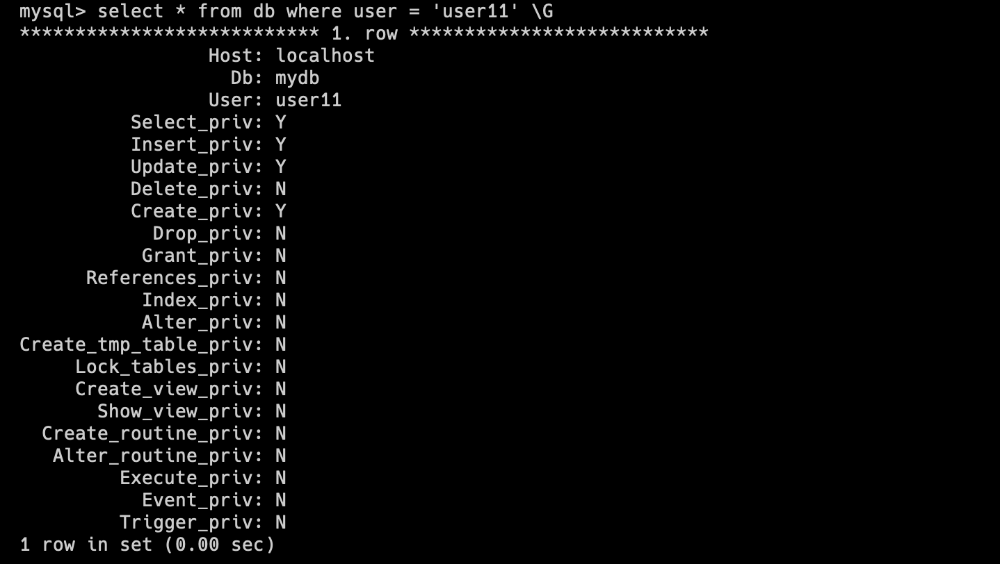 mysql> select * from db where user = 'user11' \G
*************************** 1. row ***************************
Host: localhost
Db: mydb
User: user11
Select_priv: Y
Insert_priv: Y
Update_priv: Y
Delete_priv: N
Create_priv: Y
Drop_priv: N
Grant_priv: N
References_priv: N
Index_priv: N
Alter_priv: N
Create_tmp_table_priv: N
Lock_tables_priv: N
Create_view_priv: N
Show_view_priv: N
Create_routine_priv: N
Alter_routine_priv: N
Execute_priv: N
Event_priv: N
Trigger_priv: N
1 row in set (0.00 sec)